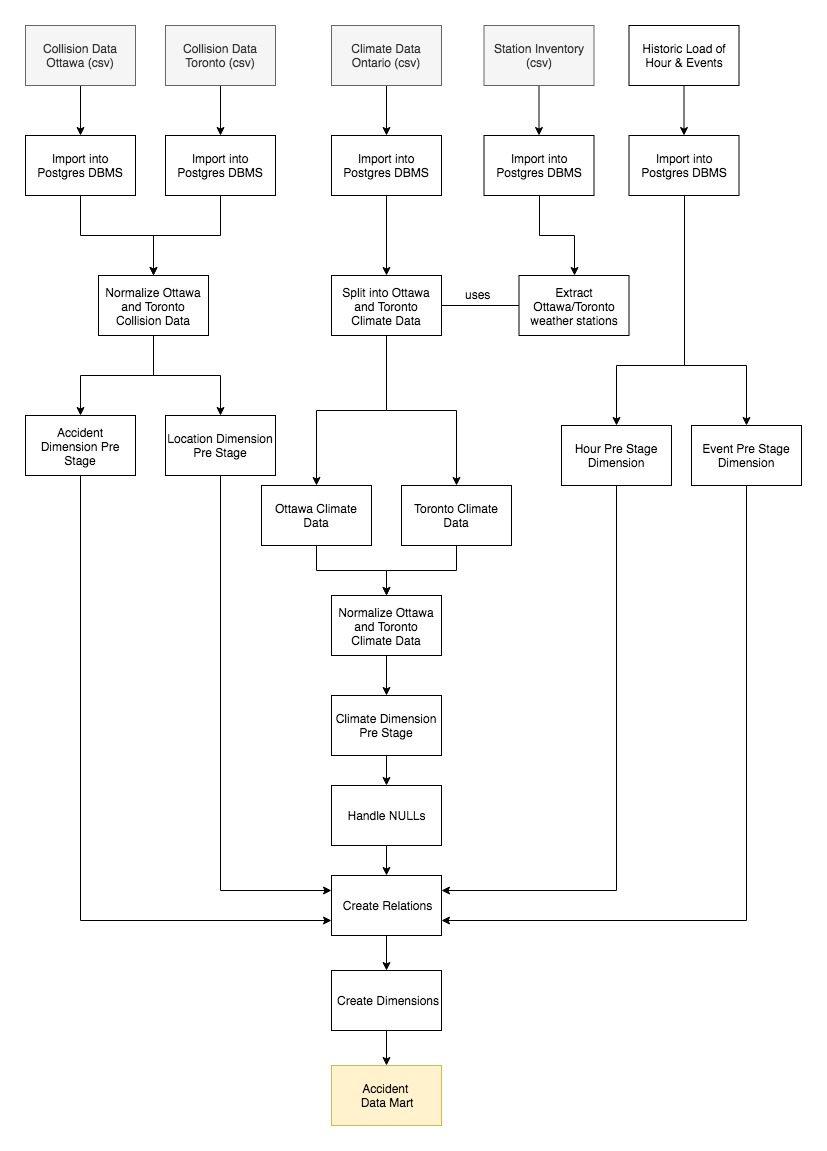 Collision Data
Ottawa (csv)
Collision Data
Toronto (csv)
Climate Data
Ontario (csv)
Station Inventory
(csv)
Historic Load of
Hour & Events
Import into
Postgres DBMS
Import into
Postgres DBMS
Import into
Postgres DBMS
Import into
Postgres DBMS
Import into
Postgres DBMS
Normalize Ottawa
and Toronto
Collision Data
Split into Ottawa
and Toronto
Climate Data
uses
Extract
Ottawa/Toronto
weather stations
Accident
Dimension Pre
Stage
Location Dimension
Pre Stage
Hour Pre Stage
Dimension
Event Pre Stage
Dimension
Ottawa Climate
Data
Toronto Climate
Data
Normalize Ottawa
and Toronto
Climate Data
Climate Dimension
Pre Stage
Handle NULLs
Create Relations
Create Dimensions
Accident
Data Mart